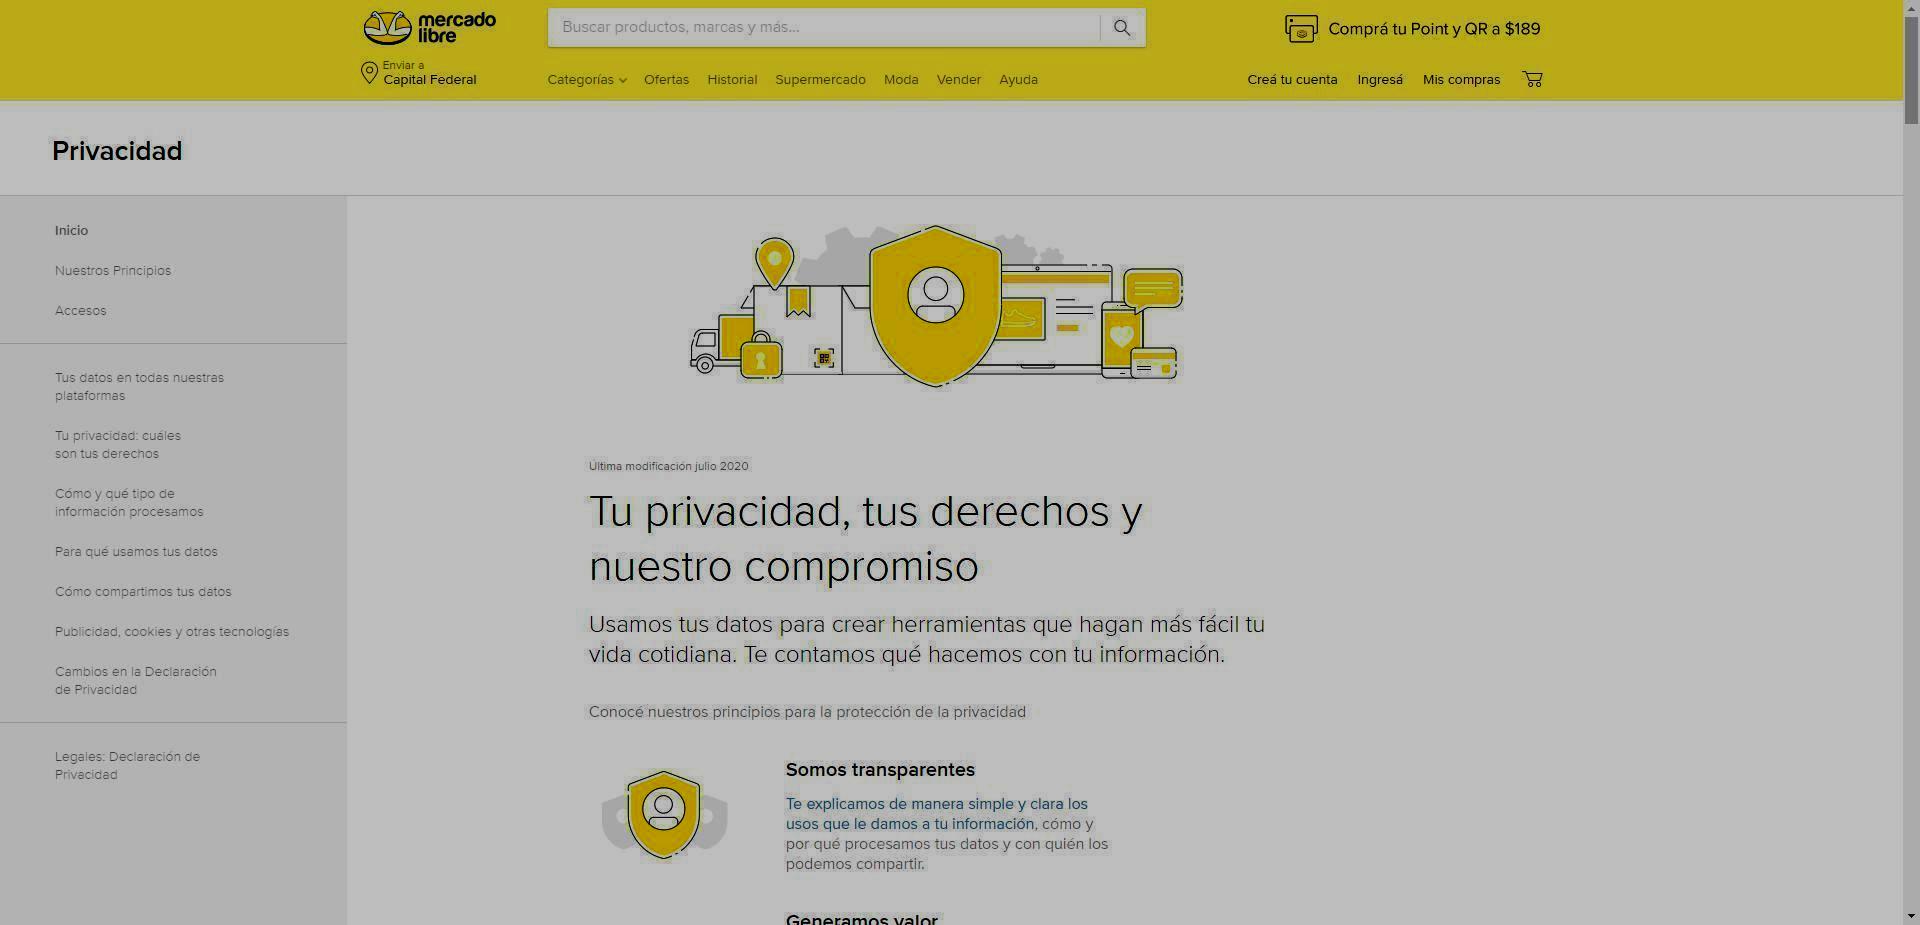 mercado
libre
Buscar productos, marcas y más...
Comprá tu Point y QR a $189
Enviar a
Capital Federal
Categorías
Ofertas
Historial
Supermercado
Moda
Vender
Ayuda
Creá tu cuenta
Ingresá
Mis compras
Privacidad
Inicio
Nuestros Principios
Accesos
Tus datos en todas nuestras
plataformas
Tu privacidad: cuáles
son tus derechos
Cómo y qué tipo de
información procesamos
Para qué usamos tus datos
Cómo compartimos tus datos
Publicidad, cookies y otras tecnologías
Cambios en la Declaración
de Privacidad
Legales: Declaración de
Privacidad
Última modificación julio 2020
Tu privacidad, tus derechos y
nuestro compromiso
Usamos tus datos para crear herramientas que hagan más fácil tu
vida cotidiana. Te contamos qué hacemos con tu información.
Conocé nuestros principios para la protección de la privacidad
Somos transparentes
Te explicamos de manera simple y clara los
usos que le damos a tu información, cómo y
por qué procesamos tus datos y con quién los
podemos compartir.
Generamos valor